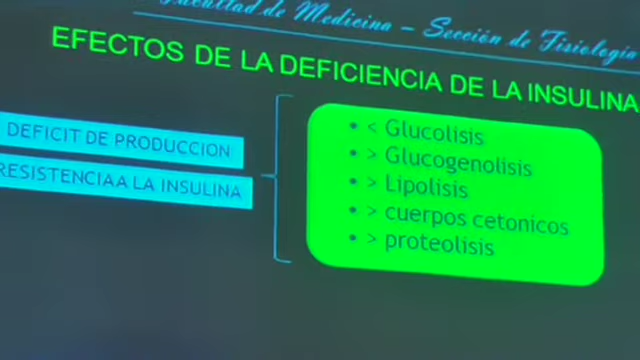 Facultad de Medicina – Sección de Fisiología
EFECTOS DE LA DEFICIENCIA DE LA INSULINA
DEFICIT DE PRODUCCION
RESISTENCIAA LA INSULINA
• < Glucolisis
• > Glucogenolisis
• > Lipolisis
• > cuerpos cetonicos
• > proteolisis